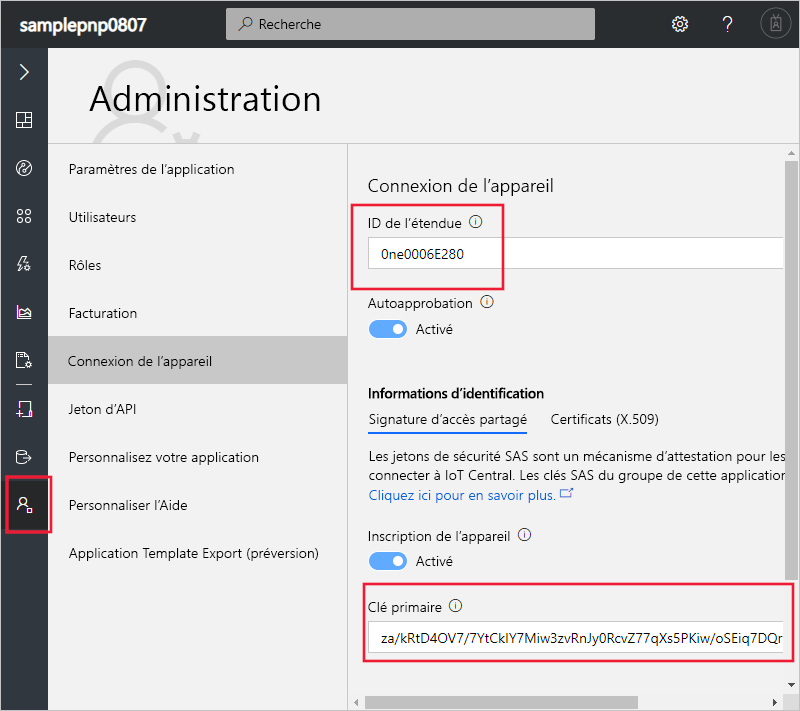 samplepnp0807
Recherche
Administration
Paramètres de l’application
Utilisateurs
Rôles
Facturation
Connexion de l’appareil
Jeton d’API
Personnalisez votre application
Personnaliser l’Aide
Application Template Export (préversion)
Connexion de l’appareil
ID de l’étendue
0ne0006E280
Autoapprobation
Activé
Informations d’identification
Signature d’accès partagé Certificats (X.509)
Les jetons de sécurité SAS sont un mécanisme d’attestation pour les
connecter à IoT Central. Les clés SAS du groupe de cette application
Cliquez ici pour en savoir plus.
Inscription de l’appareil
Activé
Clé primaire
za/kRtD4OV7/7YtCkIY7Miw3zvRnJy0RcvZ77qXs5PKiw/oSEiq7DQr